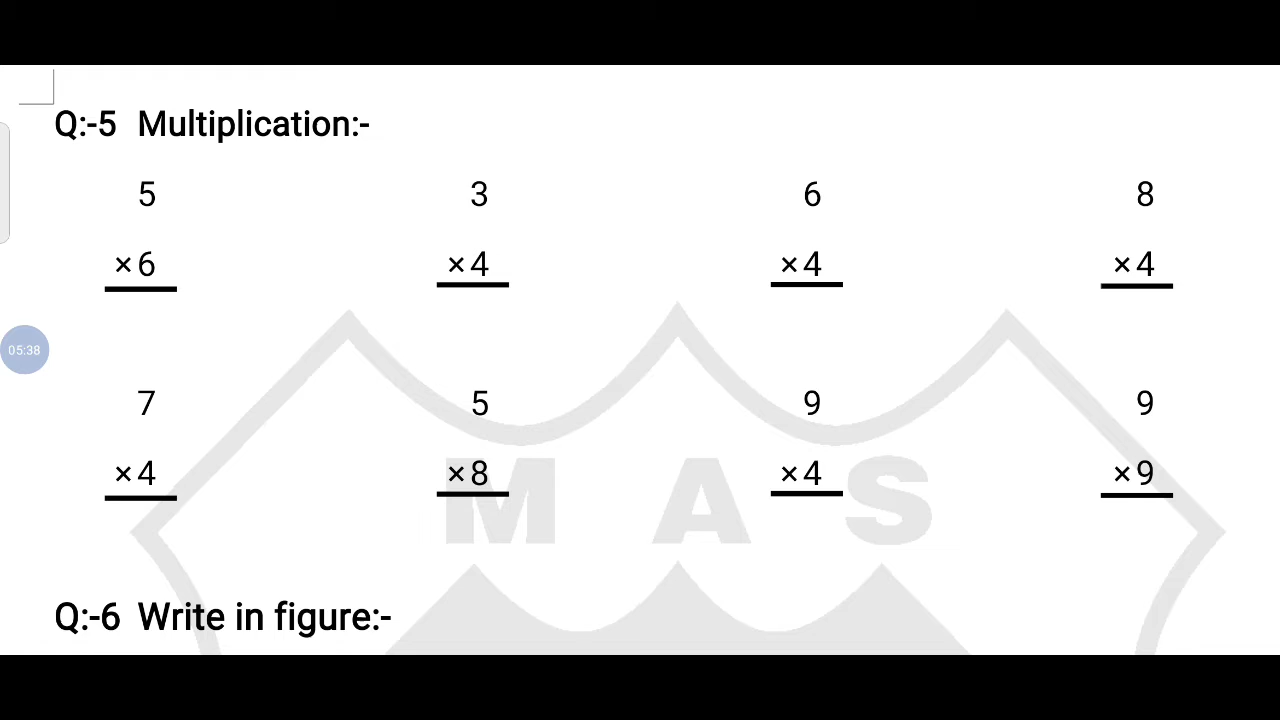 Q:-5 Multiplication:-
5 3 6 8
×6 ×4 ×4 ×4
05:38
7 5 9 9
×4 ×8 ×4 ×9
M A S
Q:-6 Write in figure:-